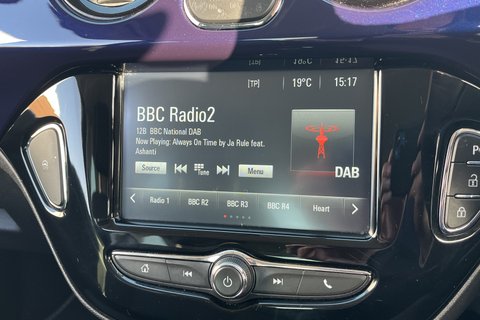 [TP] 19°C 15:17
BBC Radio2
12B BBC National DAB
Now Playing: Always On Time by Ja Rule feat.
Ashanti
Source Tune Menu
DAB
Radio 1 BBC R2 BBC R3 BBC R4 Heart